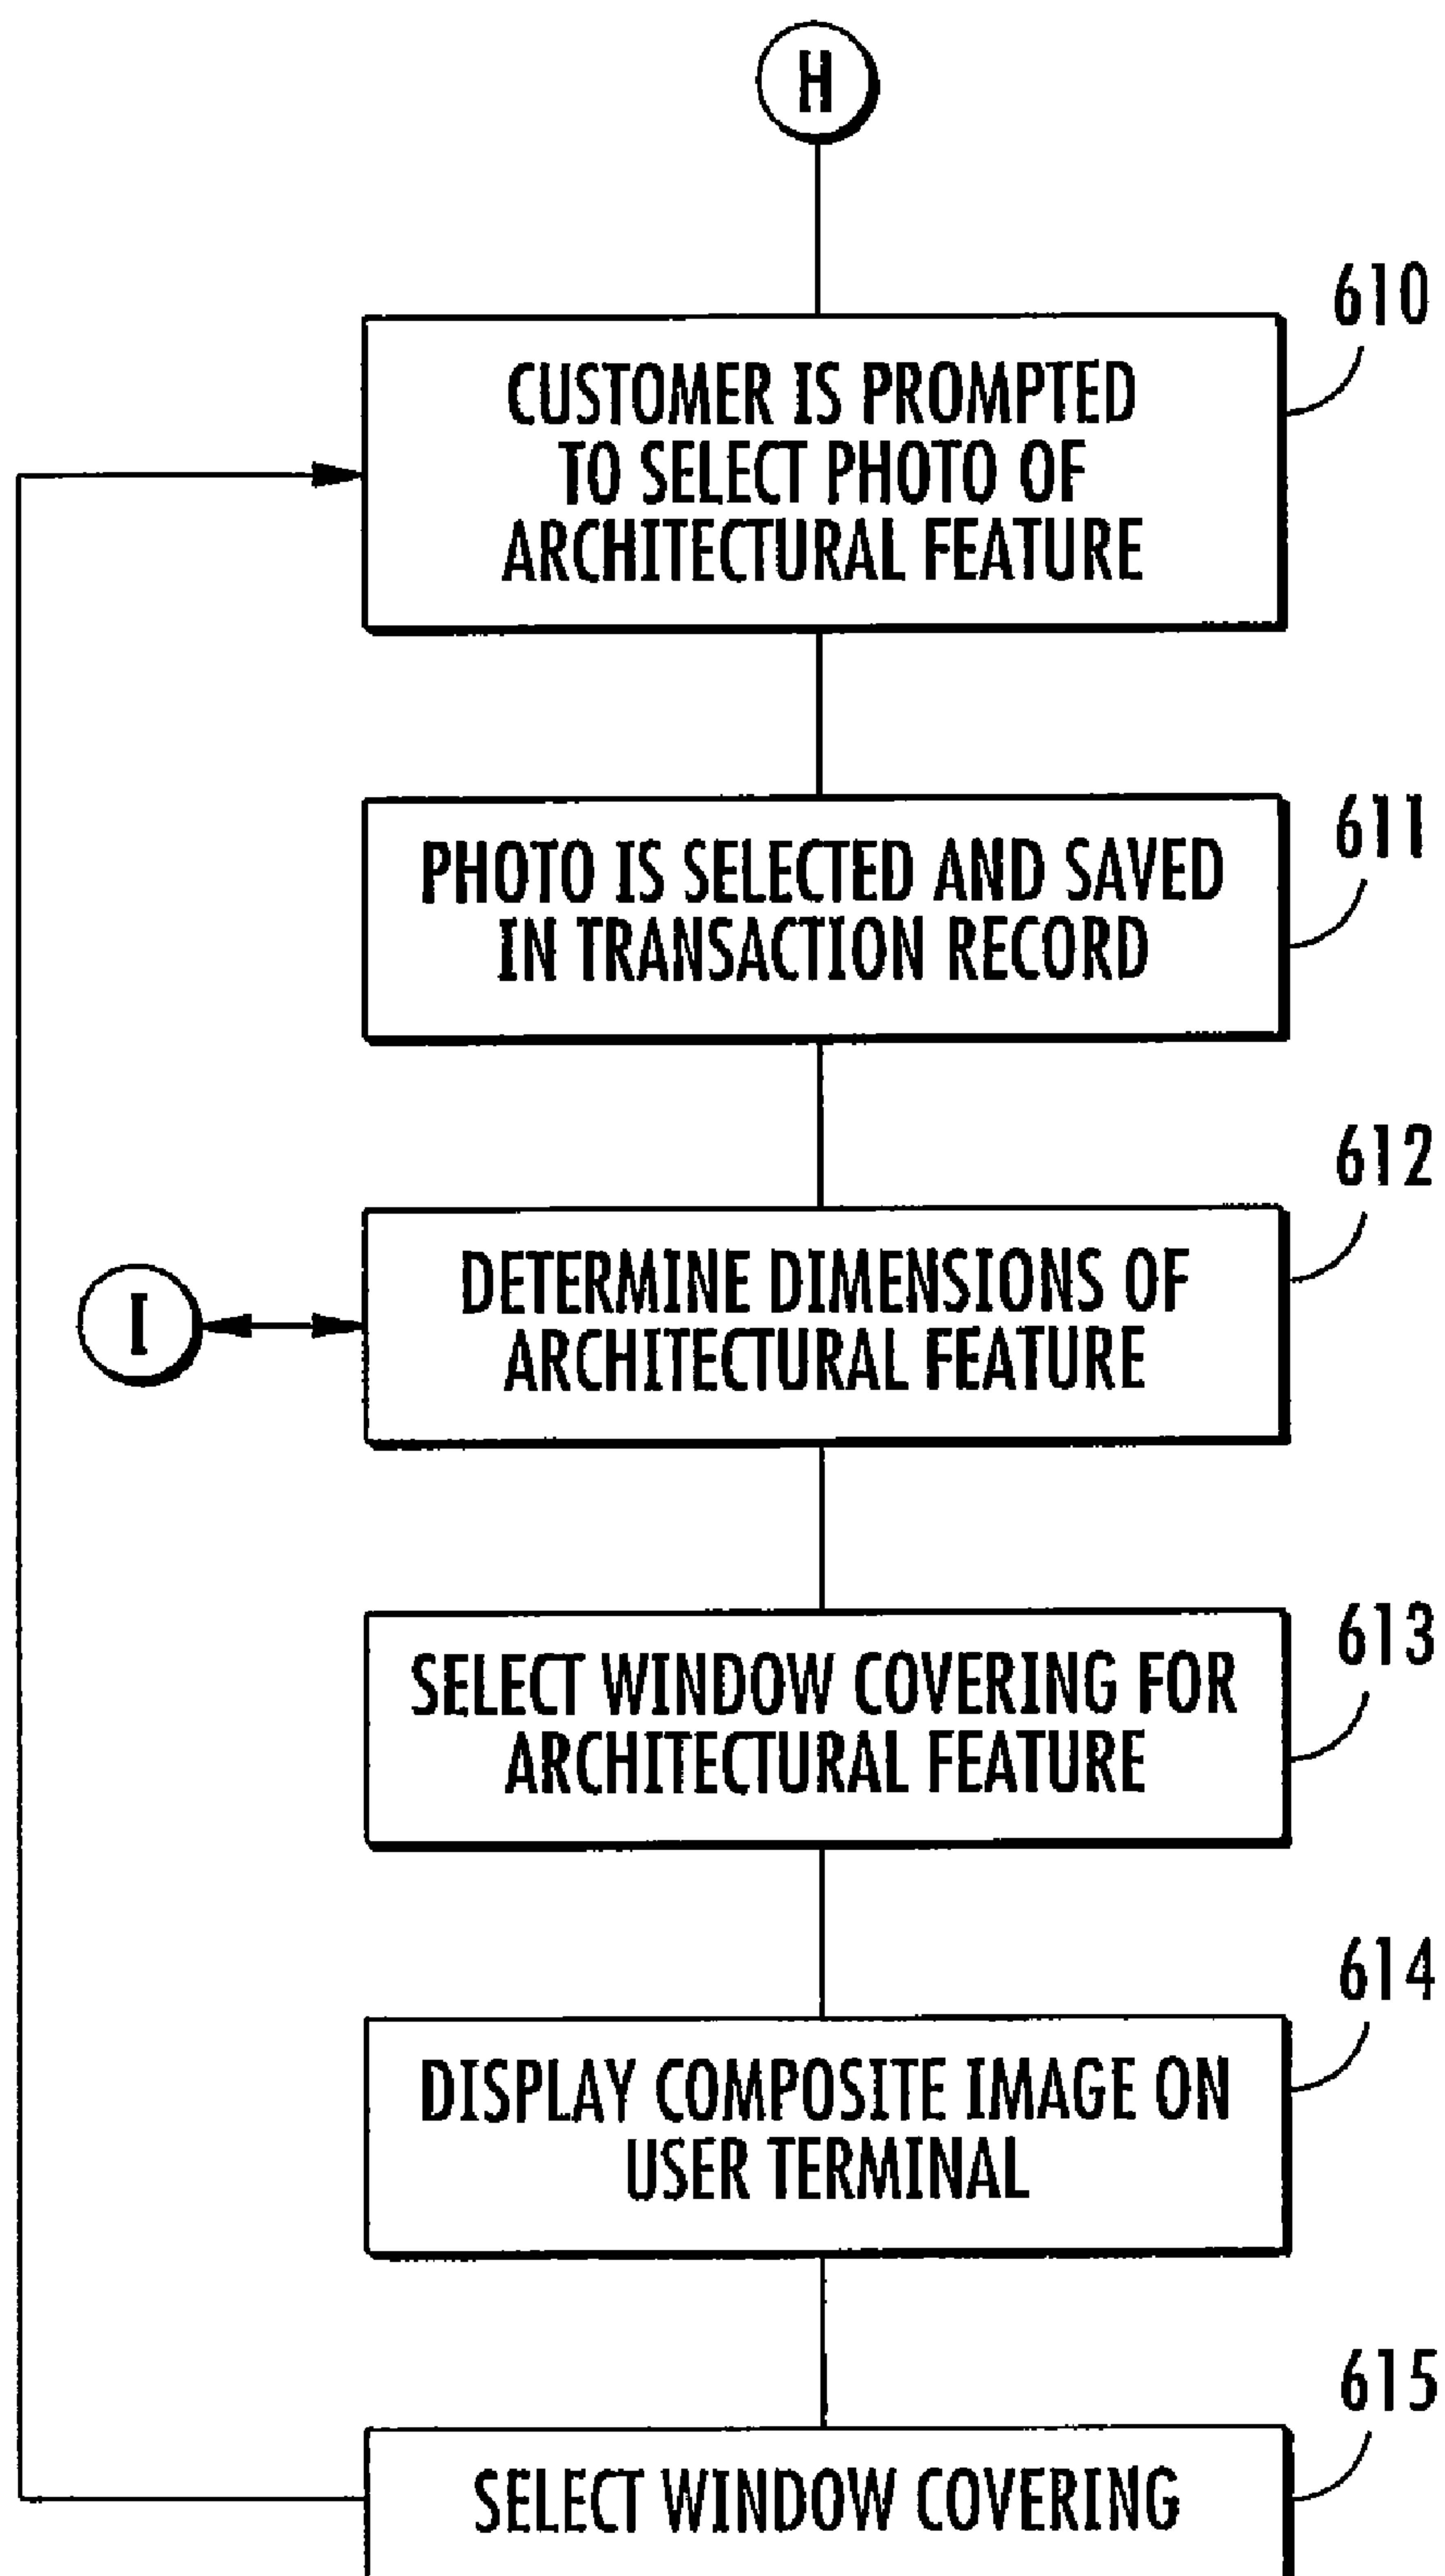 H
610
CUSTOMER IS PROMPTED
TO SELECT PHOTO OF
ARCHITECTURAL FEATURE
611
PHOTO IS SELECTED AND SAVED
IN TRANSACTION RECORD
612
DETERMINE DIMENSIONS OF
ARCHITECTURAL FEATURE
I
613
SELECT WINDOW COVERING FOR
ARCHITECTURAL FEATURE
614
DISPLAY COMPOSITE IMAGE ON
USER TERMINAL
615
SELECT WINDOW COVERING